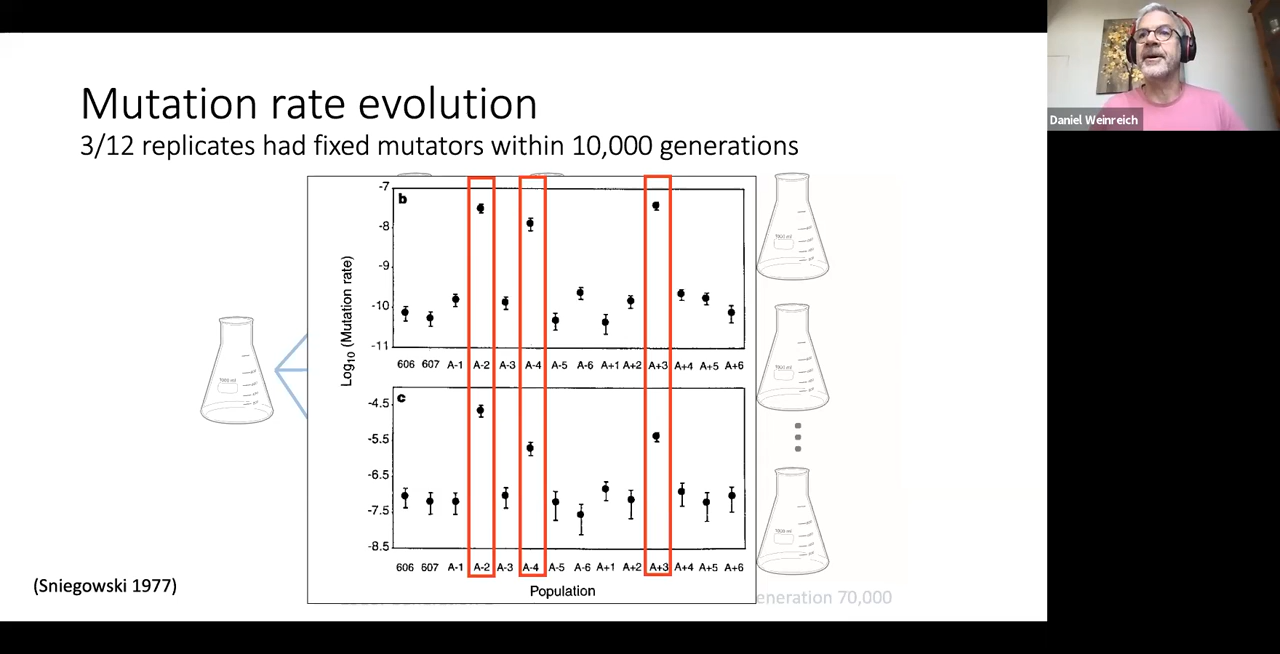 Mutation rate evolution
3/12 replicates had fixed mutators within 10,000 generations
Daniel Weinreich
b
-7
-8
-9
-10
-11
606 607 A-1 A-2 A-3 A-4 A-5 A-6 A+1 A+2 A+3 A+4 A+5 A+6
Log10 (Mutation rate)
c
-4.5
-5.5
-6.5
-7.5
-8.5
606 607 A-1 A-2 A-3 A-4 A-5 A-6 A+1 A+2 A+3 A+4 A+5 A+6
Population
(Sniegowski 1977)
eneration 70,000